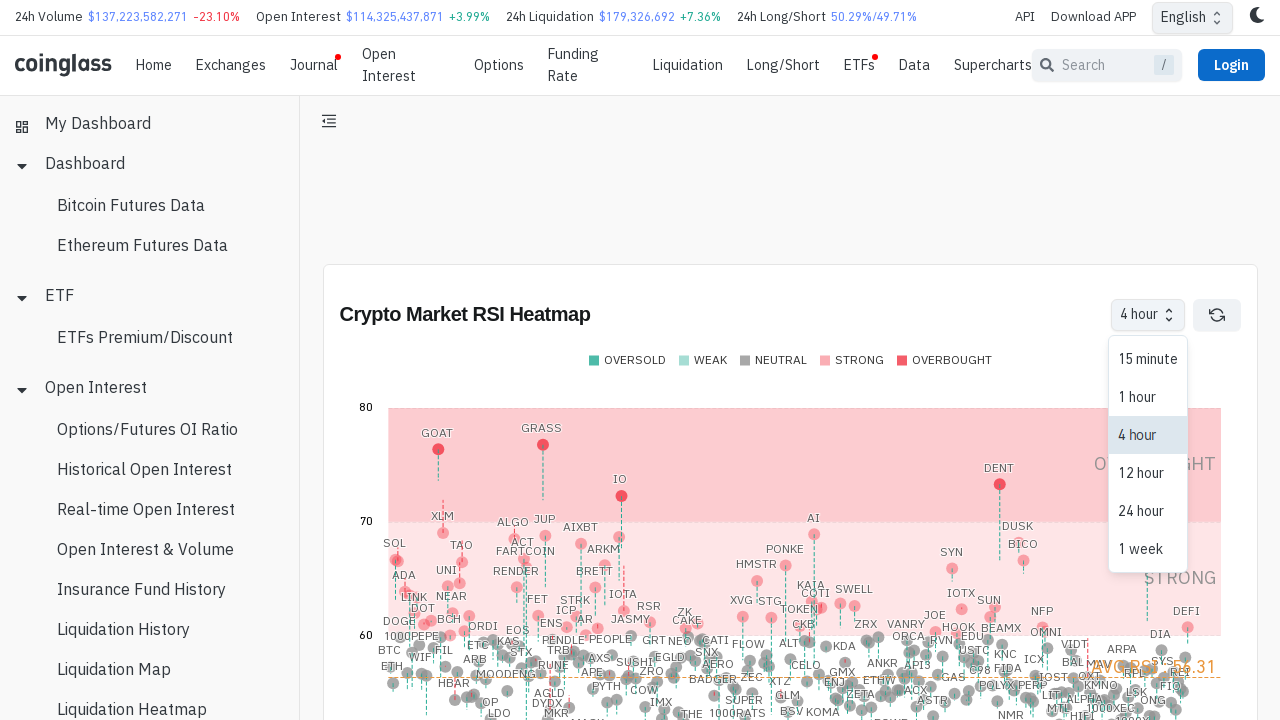 24h Volume $137,223,582,271 -23.10% Open Interest $114,325,437,871 +3.99% 24h Liquidation $179,326,692 +7.36% 24h Long/Short 50.29%/49.71% API Download APP English
coinglass Home Exchanges Journal Open Interest Options Funding Rate Liquidation Long/Short ETFs Data Supercharts Search / Login
My Dashboard
Dashboard
Bitcoin Futures Data
Ethereum Futures Data
ETF
ETFs Premium/Discount
Open Interest
Options/Futures OI Ratio
Historical Open Interest
Real-time Open Interest
Open Interest & Volume
Insurance Fund History
Liquidation History
Liquidation Map
Liquidation Heatmap
Crypto Market RSI Heatmap 4 hour
15 minute
1 hour
4 hour
12 hour
24 hour
1 week
OVERSOLD WEAK NEUTRAL STRONG OVERBOUGHT
80
GOAT GRASS
IO DENT
70
XLM ALGO JUP AIXBT AI DUSK
SOL TAO ACT FARTCOIN ARKM PONKE SYN BICO
ADA UNI RENDER BRETT HMSTR STRONG
LINK NEAR FET STRK IOTA KATA COTI SWELL IOTX
DOT ICP RSR XVG STG TOKEN SUN NFP DEFI
DOGE BCH ORDI ENS AR JASMY ZK CAKE CKB ZRX VANRY JOE HOOK BEAMX OMNI
60
1000PEPE EOS KAS PENDLE PEOPLE GRT NEO CATI FLOW ALT KDA ORCA RVN EDU VIDT DIA
BTC WIF FIL ETC STX TRB AXS EGLD SNX USTC KNC ARPA
ETH ARB RUNE SUSHI ZRO AERO CELO ANKR API3 C98 FIDA ICX BAL MAV SYS
AVG RSI : 56.31
HBAR MOODENG APE PYTH BADGER ZEC XTZ GMX ENJ ETHW GAS POLYX PERP IOST OXT KMNO RPL RLC FIO
OP AGLD COW IMX SUPER GLM ZETA ACX ASTR LIT ALPHA LSK ONG
LDO DYDX MKR THE 1000RATS BSV KOMA NMR MTL HIFI 1000XEC